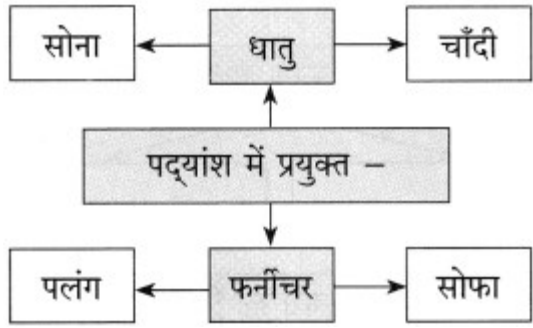 सोना
धातु
चाँदी
पद्‌यांश में प्रयुक्त –
पलंग
फर्नीचर
सोफा